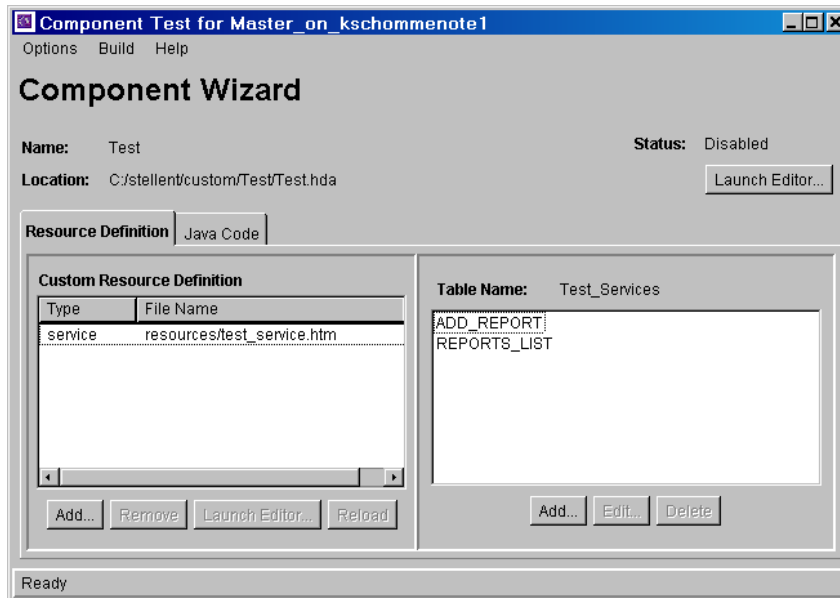 Component Test for Master_on_kschommenote1
Options Build Help
Component Wizard
Name: Test
Status: Disabled
Location: C:/stellent/custom/Test/Test.hda
Launch Editor...
Resource Definition
Java Code
Custom Resource Definition
Type File Name
service resources/test_service.htm
Add... Remove Launch Editor... Reload
Table Name: Test_Services
ADD_REPORT
REPORTS_LIST
Add... Edit... Delete
Ready